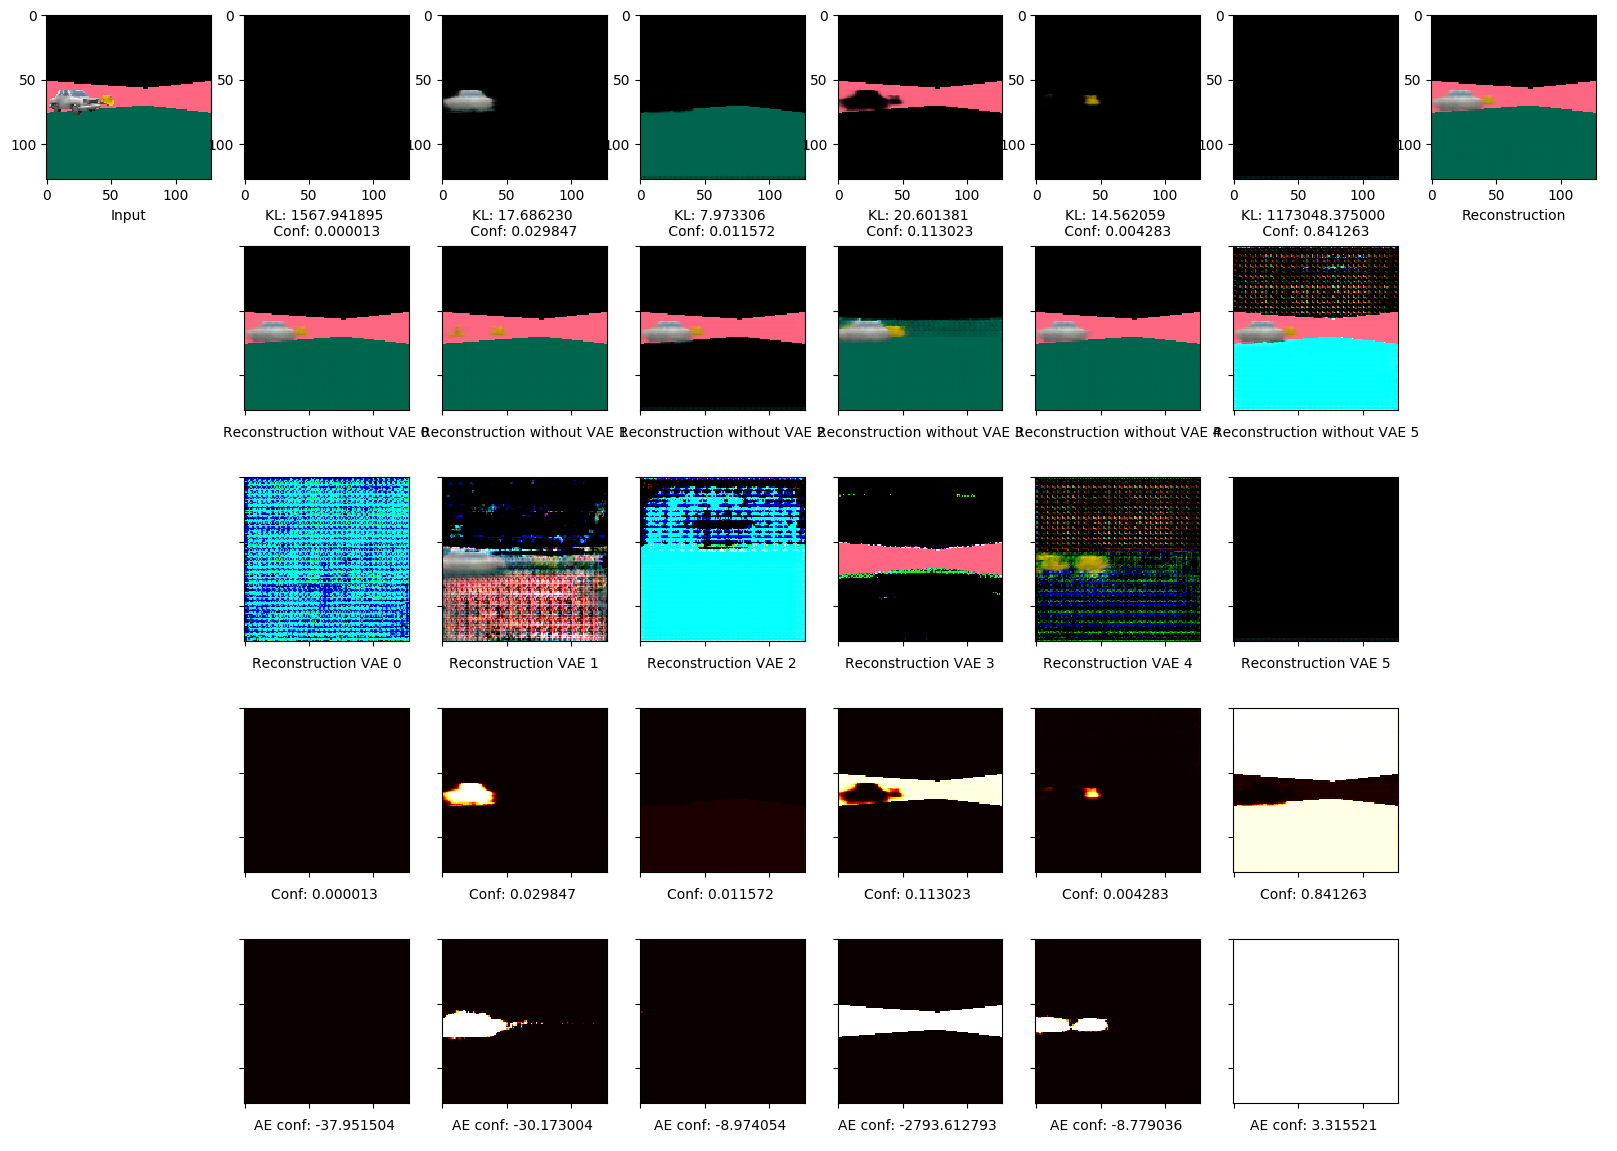 0
50
100
0 50 100
Input
0
50
100
0 50 100
KL: 1567.941895
Conf: 0.000013
0
50
100
0 50 100
KL: 17.686230
Conf: 0.029847
0
50
100
0 50 100
KL: 7.973306
Conf: 0.011572
0
50
100
0 50 100
KL: 20.601381
Conf: 0.113023
0
50
100
0 50 100
KL: 14.562059
Conf: 0.004283
0
50
100
0 50 100
KL: 1173048.375000
Conf: 0.841263
0
50
100
0 50 100
Reconstruction
Reconstruction without VAE 0
Reconstruction without VAE 1
Reconstruction without VAE 2
Reconstruction without VAE 3
Reconstruction without VAE 4
Reconstruction without VAE 5
Reconstruction VAE 0
Reconstruction VAE 1
Reconstruction VAE 2
Reconstruction VAE 3
Reconstruction VAE 4
Reconstruction VAE 5
Conf: 0.000013
Conf: 0.029847
Conf: 0.011572
Conf: 0.113023
Conf: 0.004283
Conf: 0.841263
AE conf: -37.951504
AE conf: -30.173004
AE conf: -8.974054
AE conf: -2793.612793
AE conf: -8.779036
AE conf: 3.315521